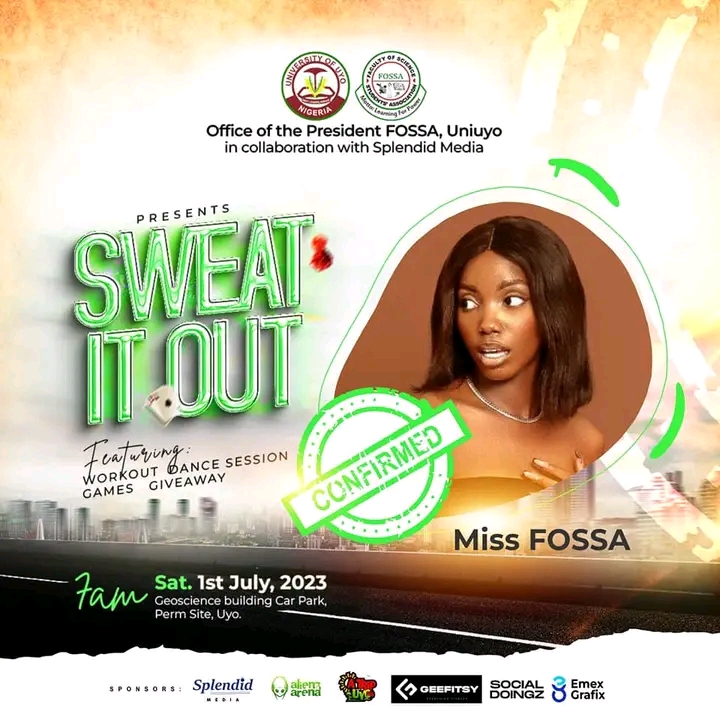 UNIVERSITY OF UYO
NIGERIA
FACULTY OF SCIENCE
FOSSA
STUDENTS' ASSOCIATION
Office of the President FOSSA, Uniuyo
in collaboration with Splendid Media
PRESENTS
SWEAT
IT OUT
Featuring:
WORKOUT DANCE SESSION
GAMES GIVEAWAY
CONFIRMED
Miss FOSSA
7am
Sat. 1st July, 2023
Geoscience building Car Park,
Perm Site, Uyo.
SPONSORS:
Splendid
MEDIA
alien
arena
GEEFITSY
SOCIAL
DOINGZ
Emex
Grafix